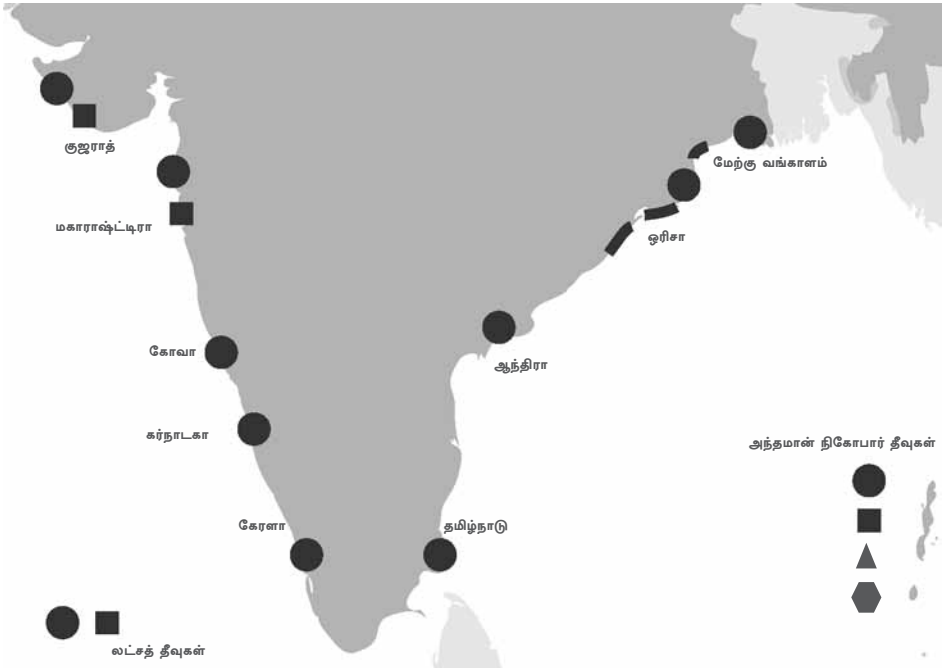 குஜராத்
மேற்கு வங்காளம்
மகாராஷ்ட்டிரா
ஒரிசா
கோவா
ஆந்திரா
கர்நாடகா
அந்தமான் நிகோபார் தீவுகள்
கேரளா
தமிழ்நாடு
லட்சத் தீவுகள்